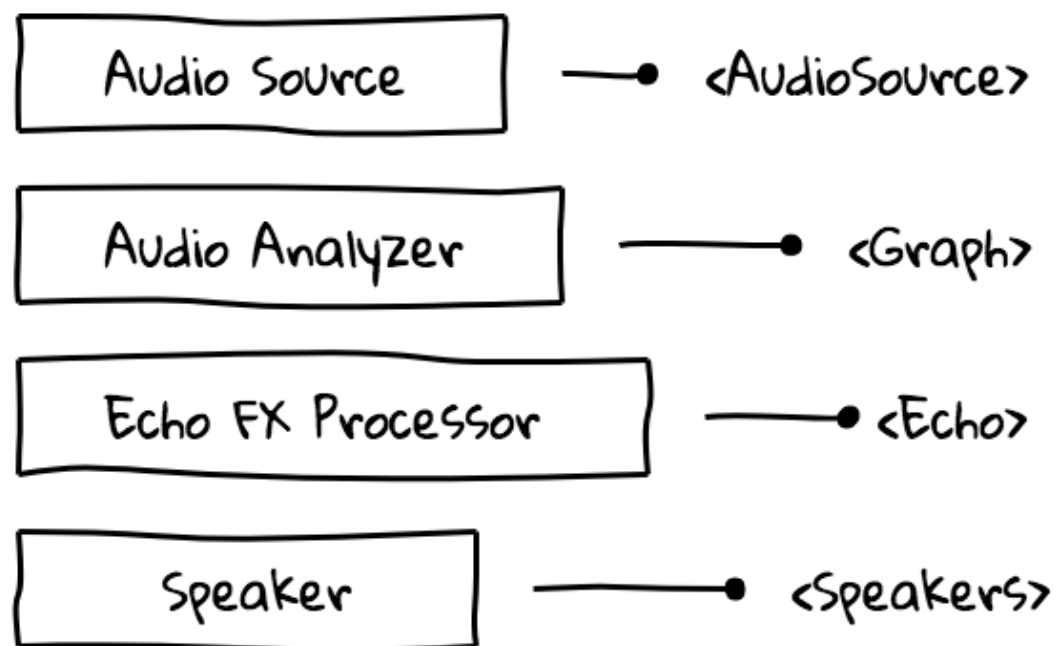 Audio Source <AudioSource>
Audio Analyzer <Graph>
Echo FX Processor <Echo>
Speaker <Speakers>